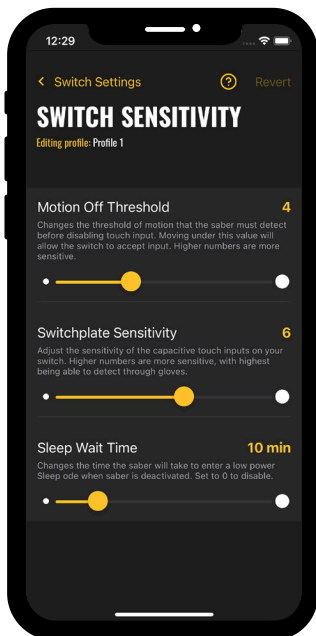 12:29
Switch Settings
?
Revert
SWITCH SENSITIVITY
Editing profile: Profile 1
Motion Off Threshold 4
Changes the threshold of motion that the saber must detect
before disabling touch input. Moving under this value will
allow the switch to accept input. Higher numbers are more
sensitive.
Switchplate Sensitivity 6
Adjust the sensitivity of the capacitive touch inputs on your
switch. Higher numbers are more sensitive, with highest
being able to detect through gloves.
Sleep Wait Time 10 min
Changes the time the saber will take to enter a low power
Sleep ode when saber is deactivated. Set to 0 to disable.